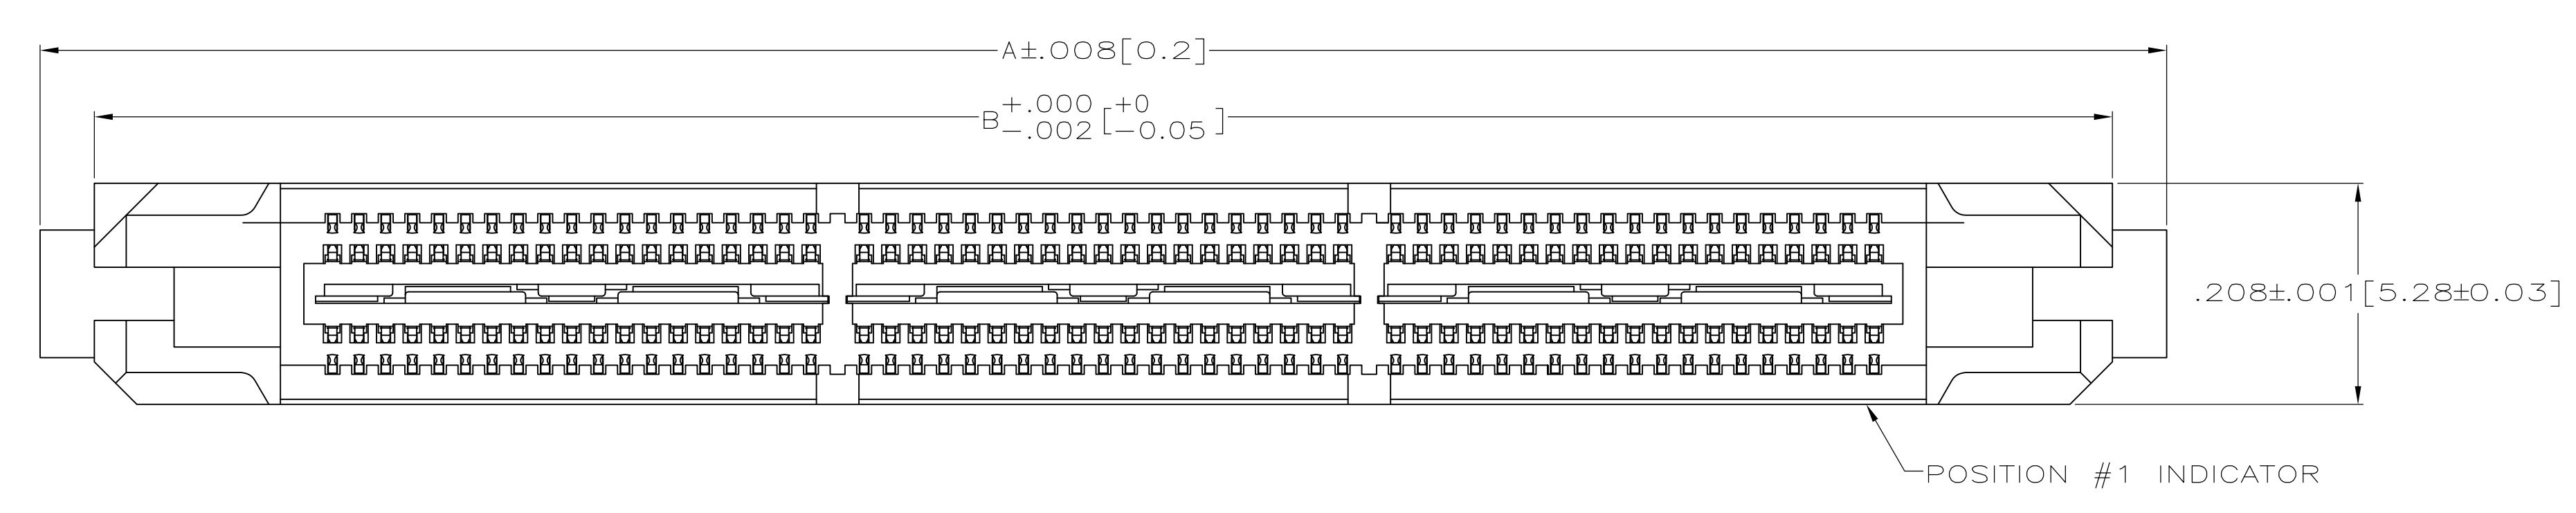 A±.008[0.2]
B+.000 -.002[+0 -0.05]
.208±.001[5.28±0.03]
POSITION #1 INDICATOR